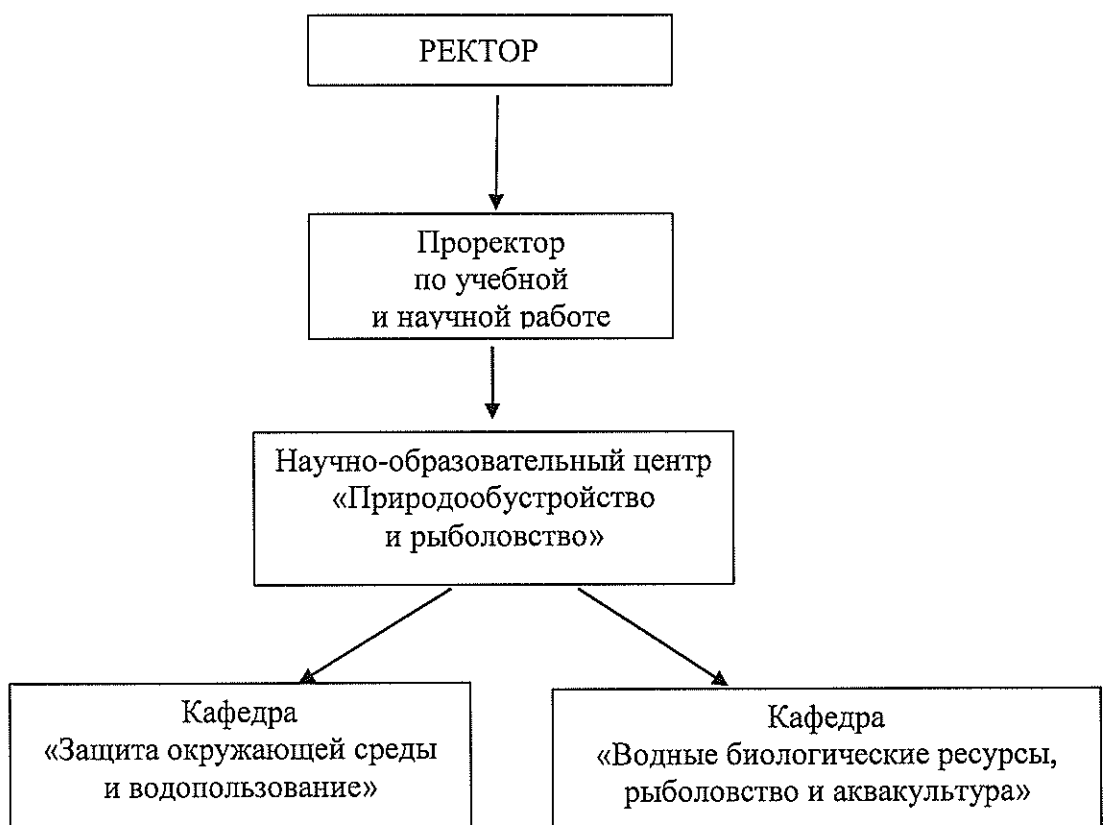 РЕКТОР
Проректор
по учебной
и научной работе
Научно-образовательный центр
«Природообустройство
и рыболовство»
Кафедра
«Защита окружающей среды
и водопользование»
Кафедра
«Водные биологические ресурсы,
рыболовство и аквакультура»